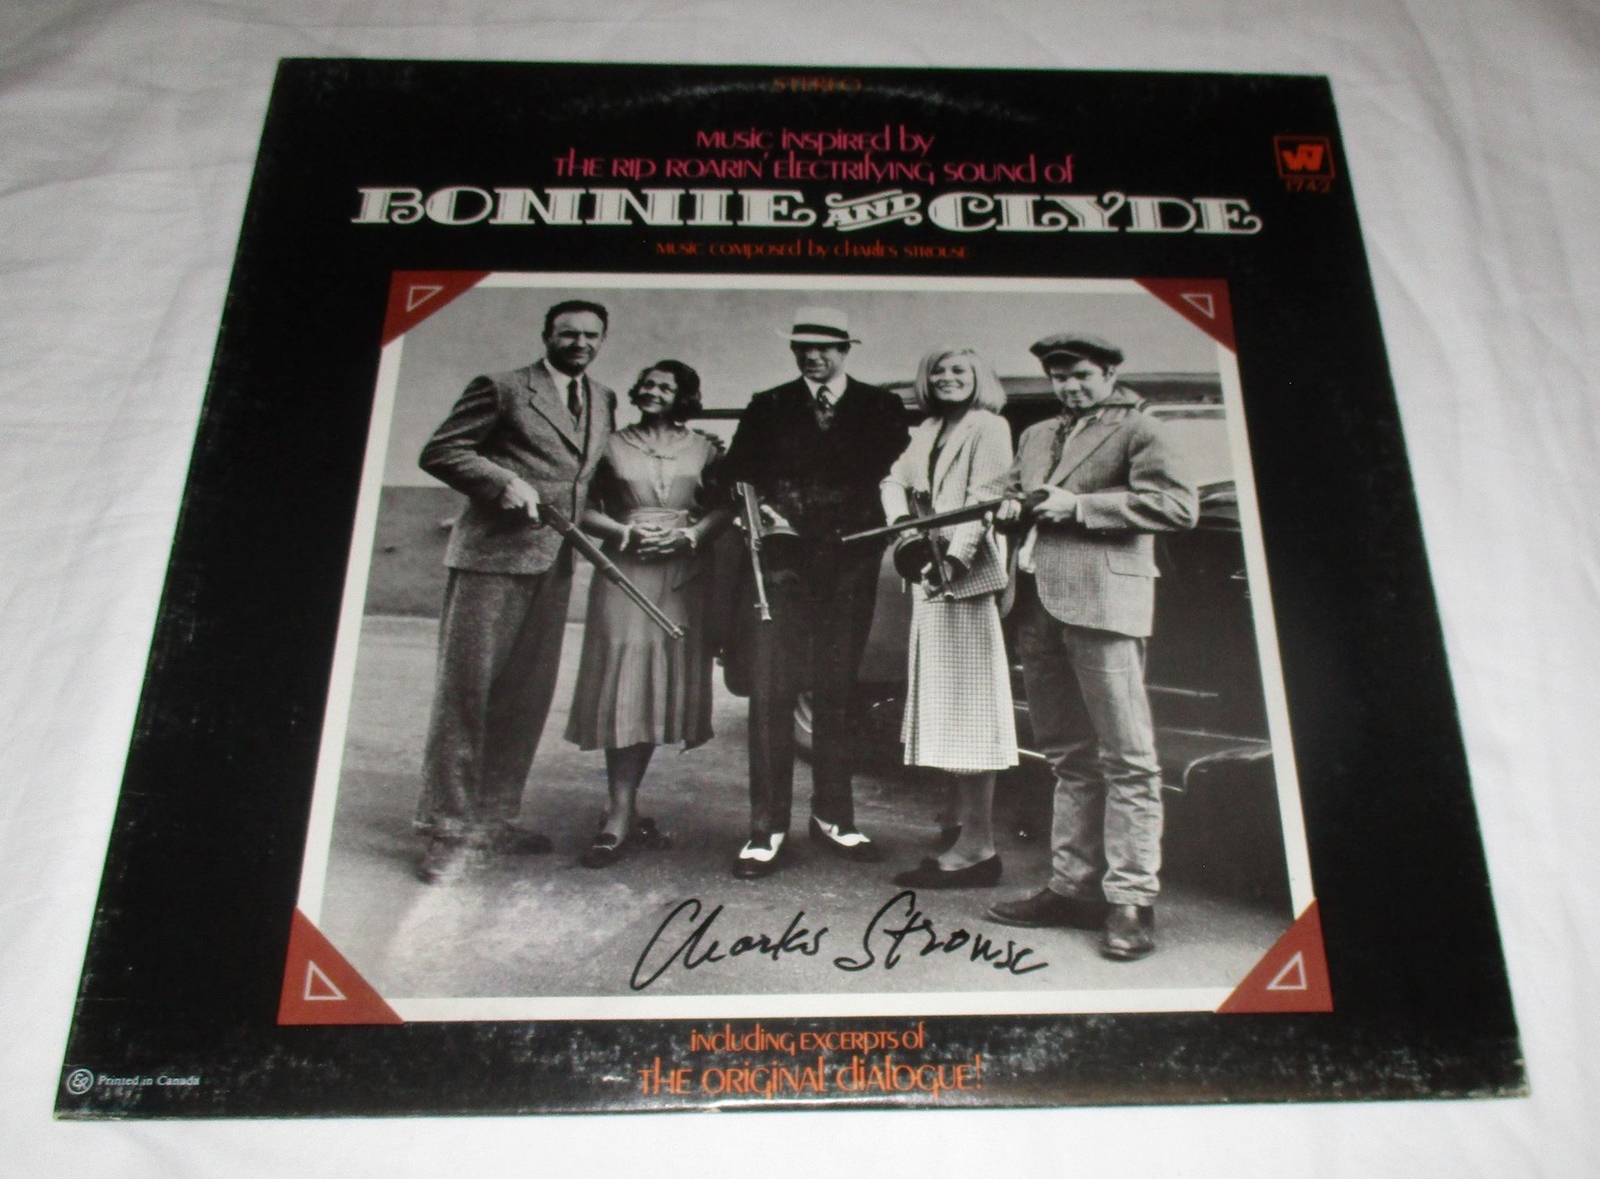 STEREO
MUSIC INSPIRED by
THE RIP ROARIN' ELECTRIFYING SOUND of
W
1742
BONNIE AND CLYDE
MUSIC COMPOSED by CHARLES STROUSE
Charles Strouse
including EXCERPTS of
THE ORIGINAL dialogue!
Printed in Canada